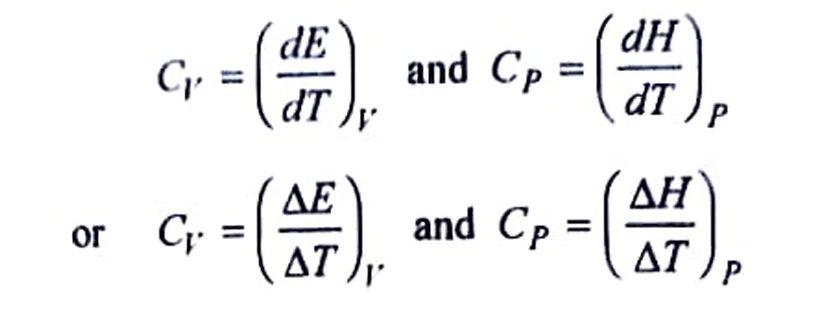 C_V = (dE/dT)_V and C_P = (dH/dT)_P
or C_V = (ΔE/ΔT)_V and C_P = (ΔH/ΔT)_P